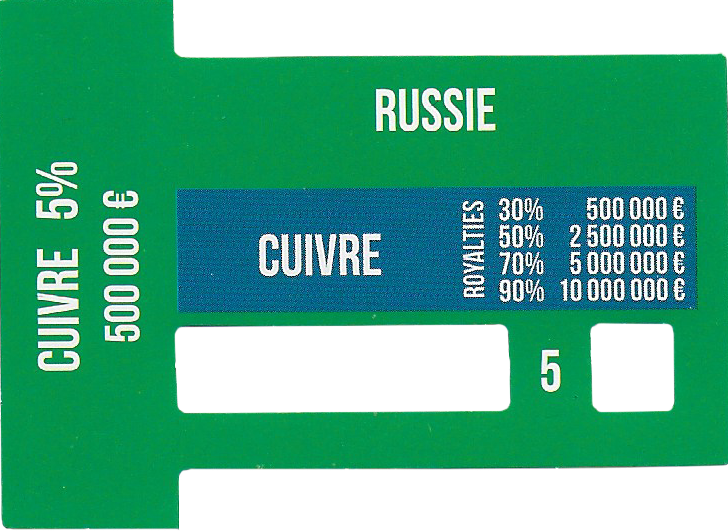 RUSSIE
CUIVRE 5%
500 000 €
CUIVRE
ROYALTIES
30% 500 000 €
50% 2 500 000 €
70% 5 000 000 €
90% 10 000 000 €
5